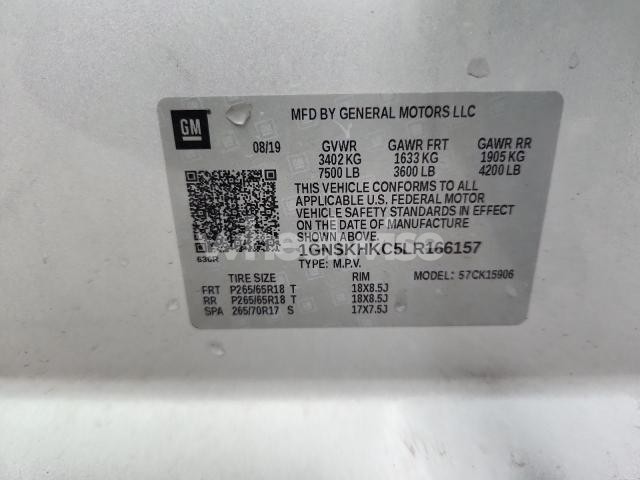 GM
MFD BY GENERAL MOTORS LLC
08/19 GVWR GAWR FRT GAWR RR
3402 KG 1633 KG 1905 KG
7500 LB 3600 LB 4200 LB
THIS VEHICLE CONFORMS TO ALL
APPLICABLE U.S. FEDERAL MOTOR
VEHICLE SAFETY STANDARDS IN EFFECT
ON THE DATE OF MANUFACTURE
SHOWN ABOVE.
1GNSKHKC5LR166157
636R TYPE: M.P.V.
TIRE SIZE RIM MODEL: 57CK15906
FRT P265/65R18 T 18X8.5J
RR P265/65R18 T 18X8.5J
SPA 265/70R17 S 17X7.5J